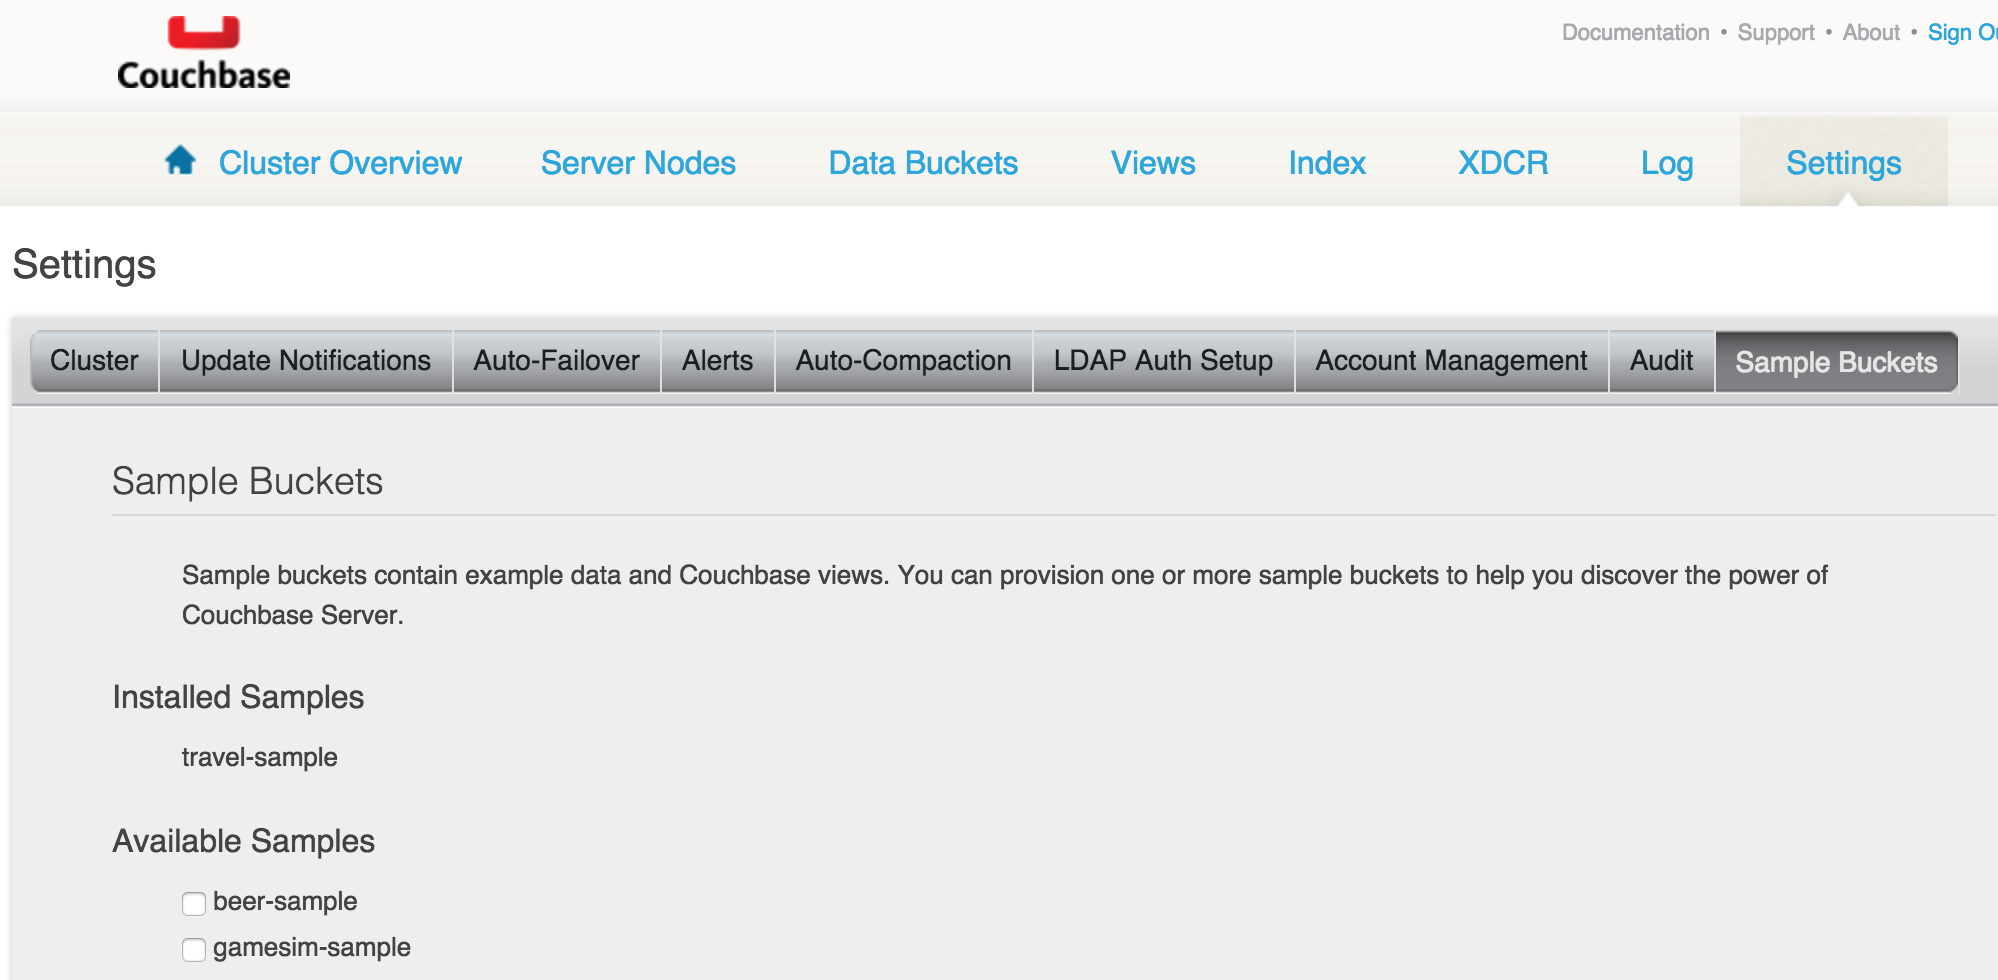 Couchbase
Documentation • Support • About • Sign
Cluster Overview Server Nodes Data Buckets Views Index XDCR Log Settings
Settings
Cluster Update Notifications Auto-Failover Alerts Auto-Compaction LDAP Auth Setup Account Management Audit Sample Buckets
Sample Buckets
Sample buckets contain example data and Couchbase views. You can provision one or more sample buckets to help you discover the power of
Couchbase Server.
Installed Samples
travel-sample
Available Samples
beer-sample
gamesim-sample